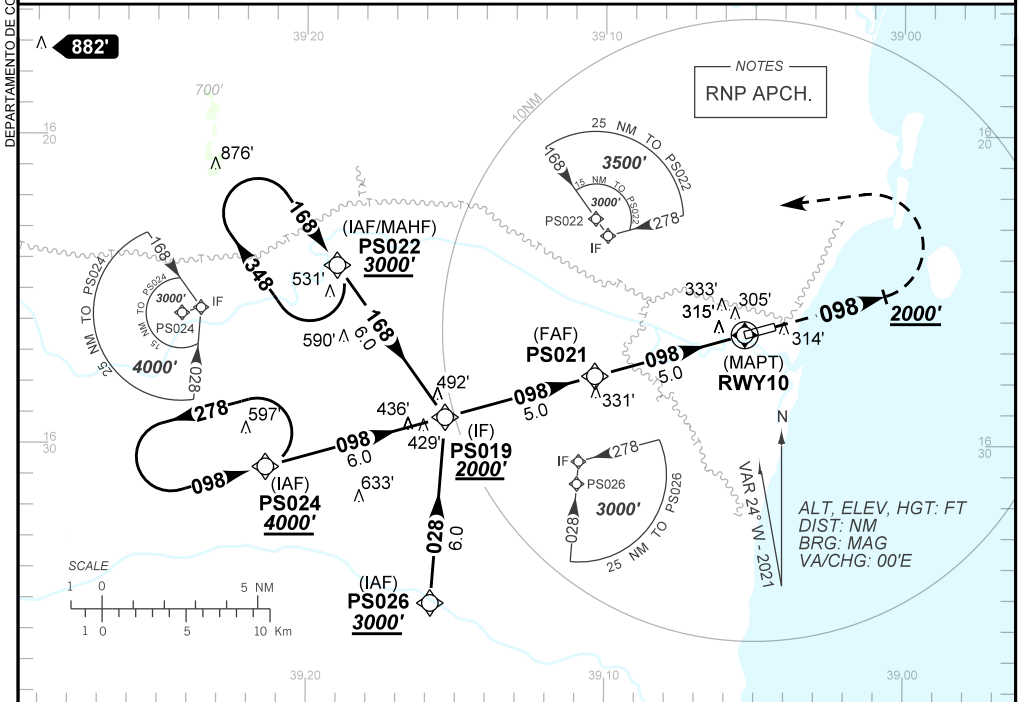 DEPARTAMENTO DE CO
882'
39 20
39 10
39 00
16 20
16 20
700'
10NM
NOTES
RNP APCH.
876'
25 NM TO PS022
168
3500'
15 NM TO PS022
3000'
PS022
278
IF
168
(IAF/MAHF)
PS022
3000'
348
531'
168
25 NM TO PS024
15 NM TO PS024
3000'
IF
PS024
4000'
028
590'
168
6.0
333'
305'
315'
314'
098
2000'
(MAPT)
RWY10
(FAF)
PS021
098
5.0
331'
492'
098
5.0
278
597'
436'
429'
098
6.0
(IF)
PS019
2000'
098
(IAF)
PS024
4000'
633'
16 30
16 30
IF
278
PS026
3000'
028
25 NM TO PS026
N
VAR 24° W - 2021
ALT, ELEV, HGT: FT
DIST: NM
BRG: MAG
VA/CHG: 00'E
028
6.0
(IAF)
PS026
3000'
SCALE
1 0 5 NM
1 0 5 10 Km
39 20
39 10
39 00